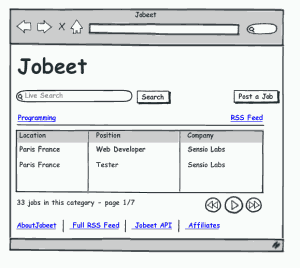 Jobeet
Jobeet
Live Search Search Post a Job
Programming RSS Feed
Location Position Company
Paris France Web Developer Sensio Labs
Paris France Tester Sensio Labs
33 jobs in this category - page 1/7
AboutJobeet Full RSS Feed Jobeet API Affiliates